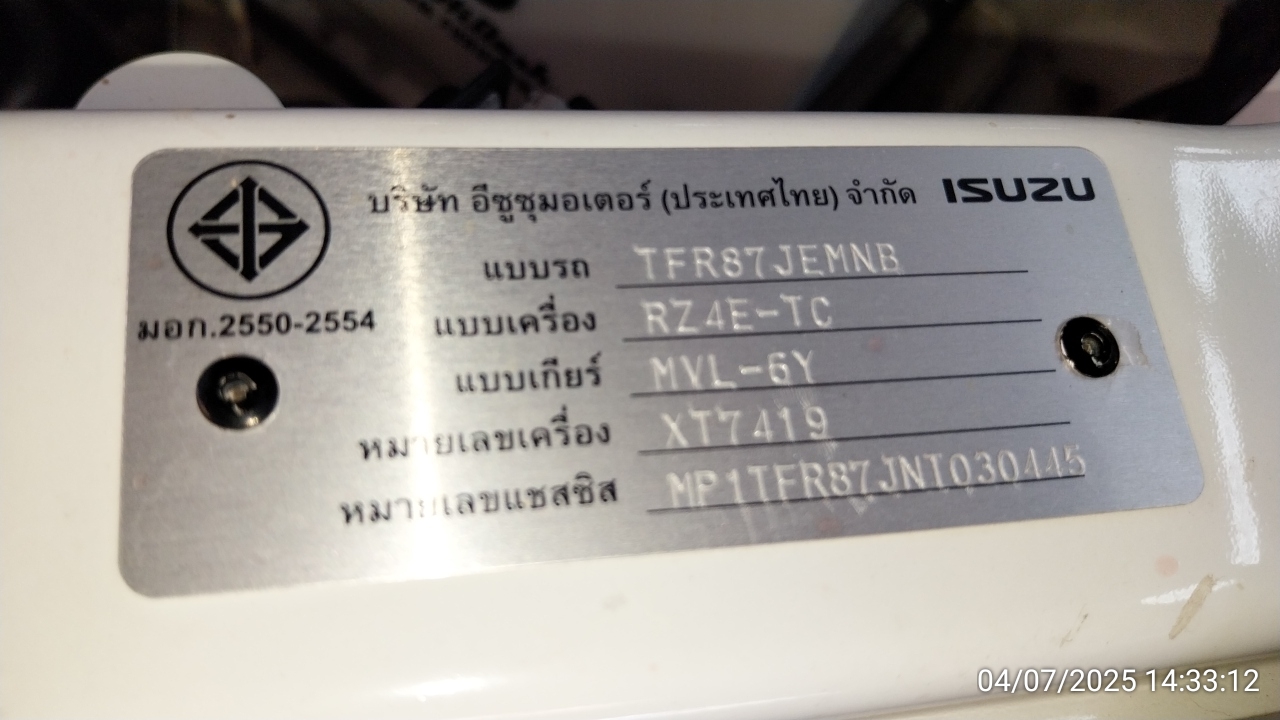 บริษัท อีซูซุมอเตอร์ (ประเทศไทย) จำกัด ISUZU
แบบรถ TFR87JEMNB
มอก.2550-2554
แบบเครื่อง RZ4E-TC
แบบเกียร์ MVL-6Y
หมายเลขเครื่อง XT7419
หมายเลขแชสซิส MP1TFR87JNT030445
04/07/2025 14:33:12